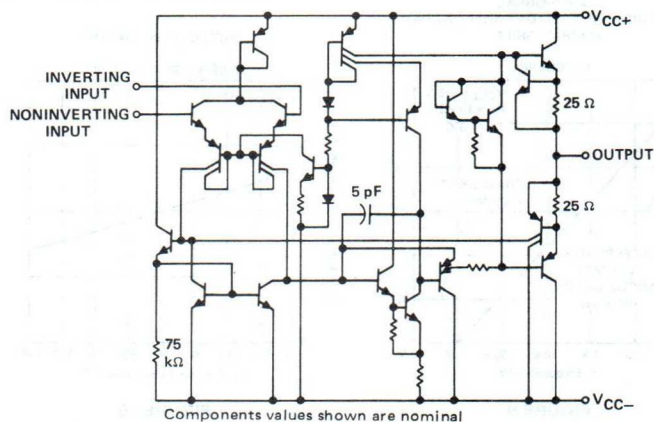 VCC+
INVERTING
INPUT
NONINVERTING
INPUT
25 Ω
OUTPUT
5 pF
25 Ω
75
kΩ
VCC−
Components values shown are nominal